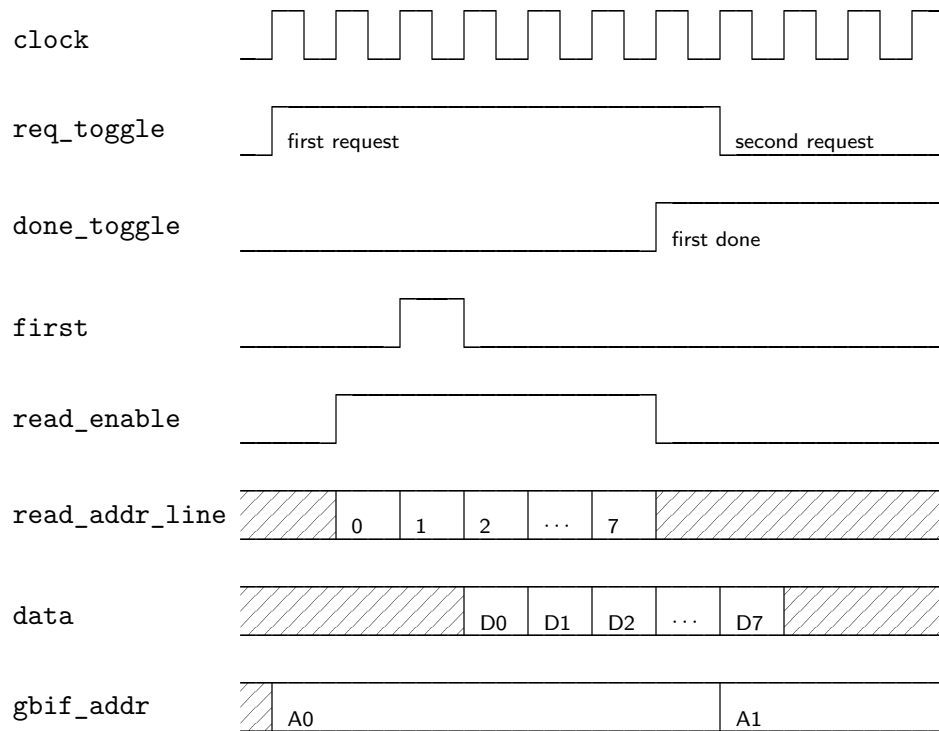 clock
req_toggle
first request
second request
done_toggle
first done
first
read_enable
read_addr_line
0 1 2 ··· 7
data
D0 D1 D2 ··· D7
gbif_addr
A0 A1